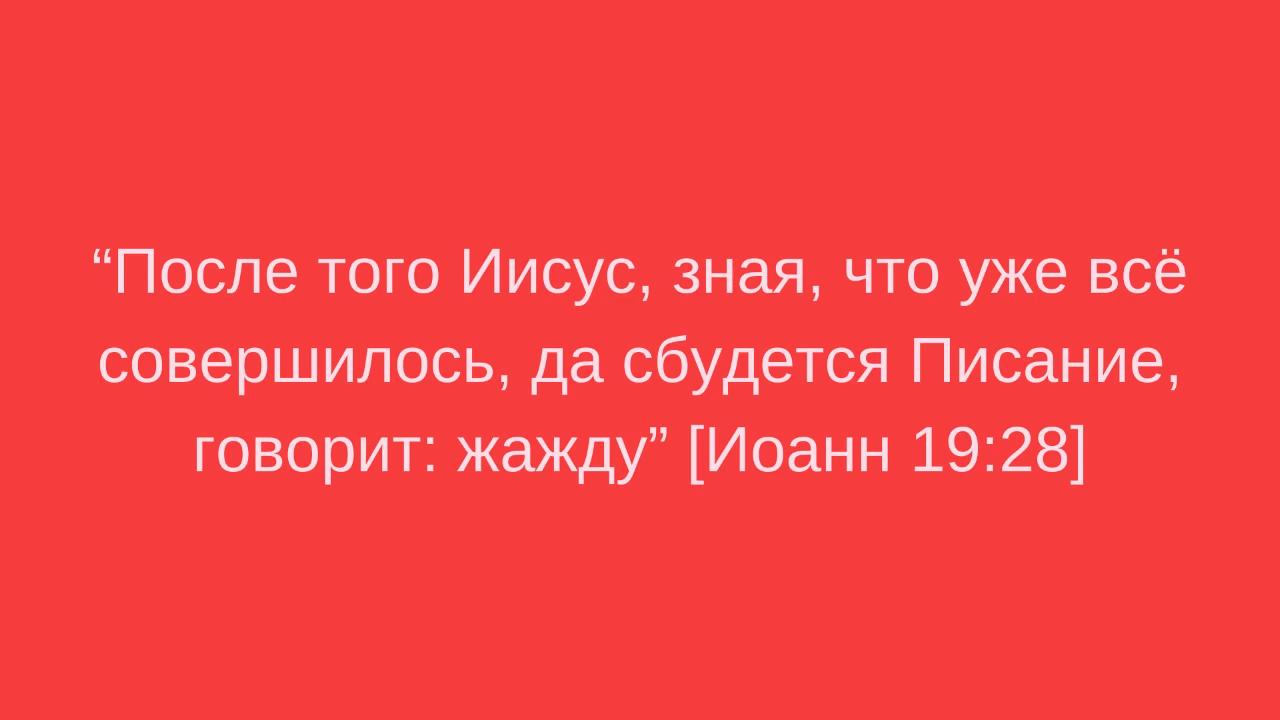 “После того Иисус, зная, что уже всё
совершилось, да сбудется Писание,
говорит: жажду” [Иоанн 19:28]